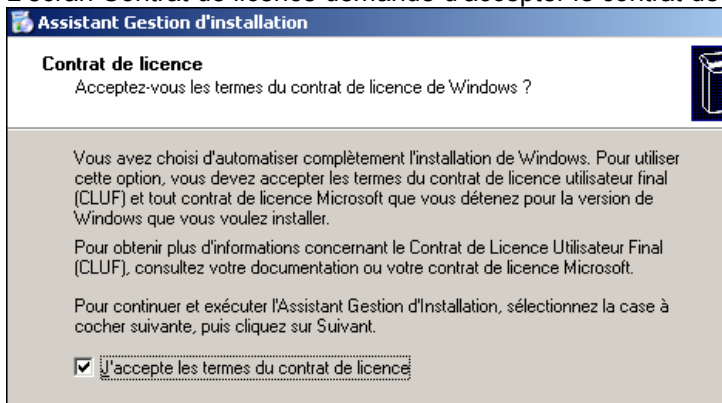 Assistant Gestion d'installation
Contrat de licence
Acceptez-vous les termes du contrat de licence de Windows ?
Vous avez choisi d'automatiser complètement l'installation de Windows. Pour utiliser
cette option, vous devez accepter les termes du contrat de licence utilisateur final
(CLUF) et tout contrat de licence Microsoft que vous détenez pour la version de
Windows que vous voulez installer.
Pour obtenir plus d'informations concernant le Contrat de Licence Utilisateur Final
(CLUF), consultez votre documentation ou votre contrat de licence Microsoft.
Pour continuer et exécuter l'Assistant Gestion d'Installation, sélectionnez la case à
cocher suivante, puis cliquez sur Suivant.
J'accepte les termes du contrat de licence